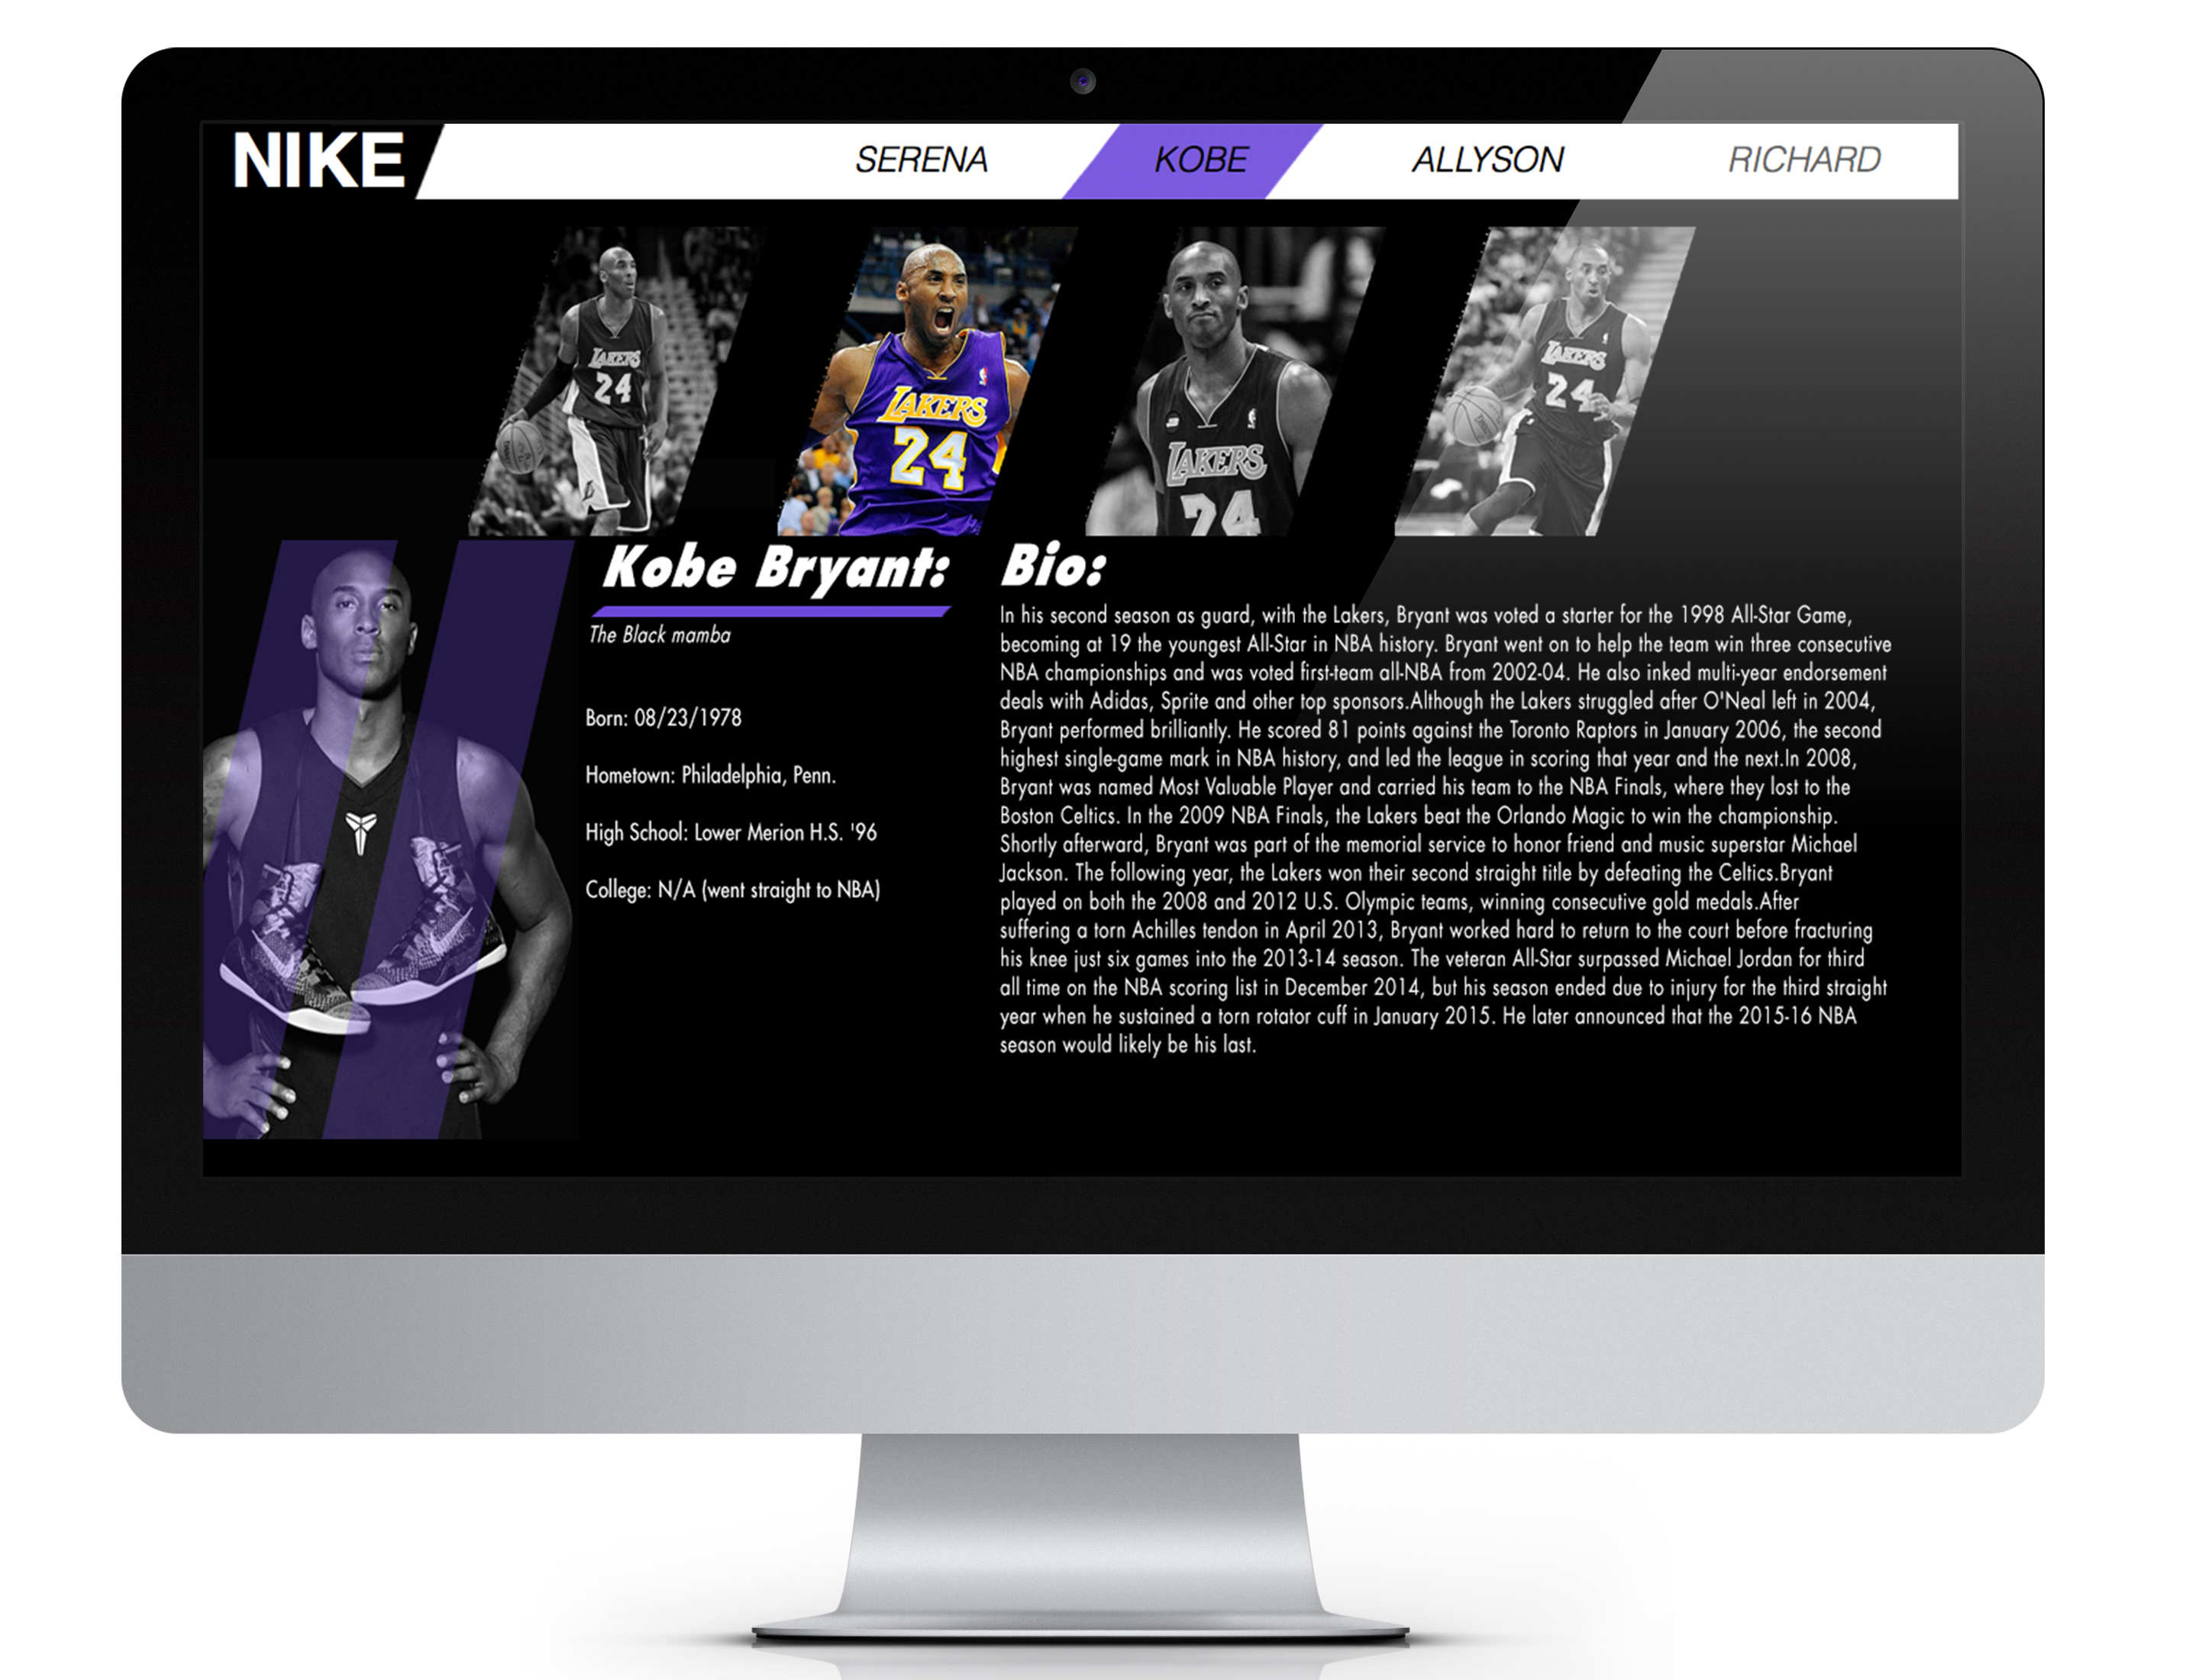 NIKE
SERENA
KOBE
ALLYSON
RICHARD
LAKERS
24
LAKERS
24
LAKERS
24
LAKERS
24
Kobe Bryant:
The Black mamba
Born: 08/23/1978
Hometown: Philadelphia, Penn.
High School: Lower Merion H.S. '96
College: N/A (went straight to NBA)
Bio:
In his second season as guard, with the Lakers, Bryant was voted a starter for the 1998 All-Star Game,
becoming at 19 the youngest All-Star in NBA history. Bryant went on to help the team win three consecutive
NBA championships and was voted first-team all-NBA from 2002-04. He also inked multi-year endorsement
deals with Adidas, Sprite and other top sponsors.Although the Lakers struggled after O'Neal left in 2004,
Bryant performed brilliantly. He scored 81 points against the Toronto Raptors in January 2006, the second
highest single-game mark in NBA history, and led the league in scoring that year and the next.In 2008,
Bryant was named Most Valuable Player and carried his team to the NBA Finals, where they lost to the
Boston Celtics. In the 2009 NBA Finals, the Lakers beat the Orlando Magic to win the championship.
Shortly afterward, Bryant was part of the memorial service to honor friend and music superstar Michael
Jackson. The following year, the Lakers won their second straight title by defeating the Celtics.Bryant
played on both the 2008 and 2012 U.S. Olympic teams, winning consecutive gold medals.After
suffering a torn Achilles tendon in April 2013, Bryant worked hard to return to the court before fracturing
his knee just six games into the 2013-14 season. The veteran All-Star surpassed Michael Jordan for third
all time on the NBA scoring list in December 2014, but his season ended due to injury for the third straight
year when he sustained a torn rotator cuff in January 2015. He later announced that the 2015-16 NBA
season would likely be his last.